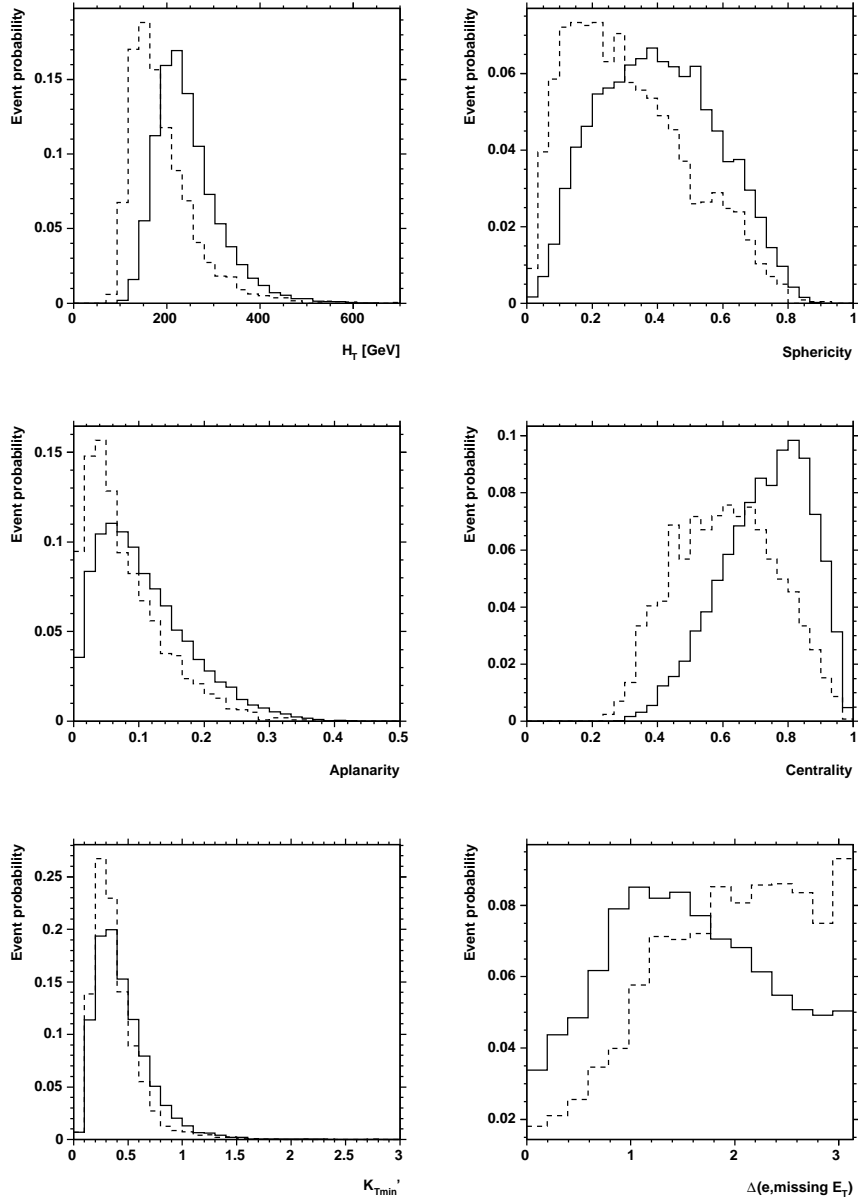 Event probability
0.15
0.1
0.05
0
0 200 400 600
H_T [GeV]
Event probability
0.06
0.04
0.02
0
0 0.2 0.4 0.6 0.8 1
Sphericity
Event probability
0.15
0.1
0.05
0
0 0.1 0.2 0.3 0.4 0.5
Aplanarity
Event probability
0.1
0.08
0.06
0.04
0.02
0
0 0.2 0.4 0.6 0.8 1
Centrality
Event probability
0.25
0.2
0.15
0.1
0.05
0
0 0.5 1 1.5 2 2.5 3
K_Tmin'
Event probability
0.08
0.06
0.04
0.02
0 1 2 3
Δ(e,missing E_T)